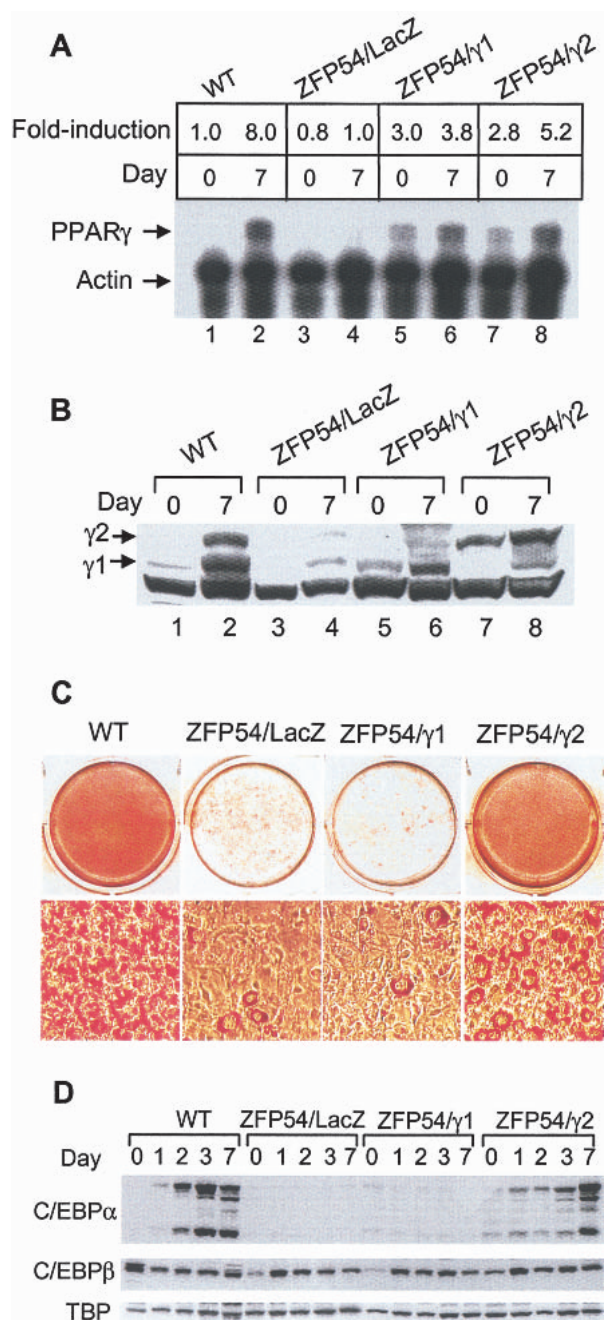 A
WT ZFP54/LacZ ZFP54/γ1 ZFP54/γ2
Fold-induction 1.0 8.0 0.8 1.0 3.0 3.8 2.8 5.2
Day 0 7 0 7 0 7 0 7
PPARγ
Actin
1 2 3 4 5 6 7 8
B
WT ZFP54/LacZ ZFP54/γ1 ZFP54/γ2
Day 0 7 0 7 0 7 0 7
γ2
γ1
1 2 3 4 5 6 7 8
C
WT ZFP54/LacZ ZFP54/γ1 ZFP54/γ2
D
WT ZFP54/LacZ ZFP54/γ1 ZFP54/γ2
Day 0 1 2 3 7 0 1 2 3 7 0 1 2 3 7 0 1 2 3 7
C/EBPα
C/EBPβ
TBP